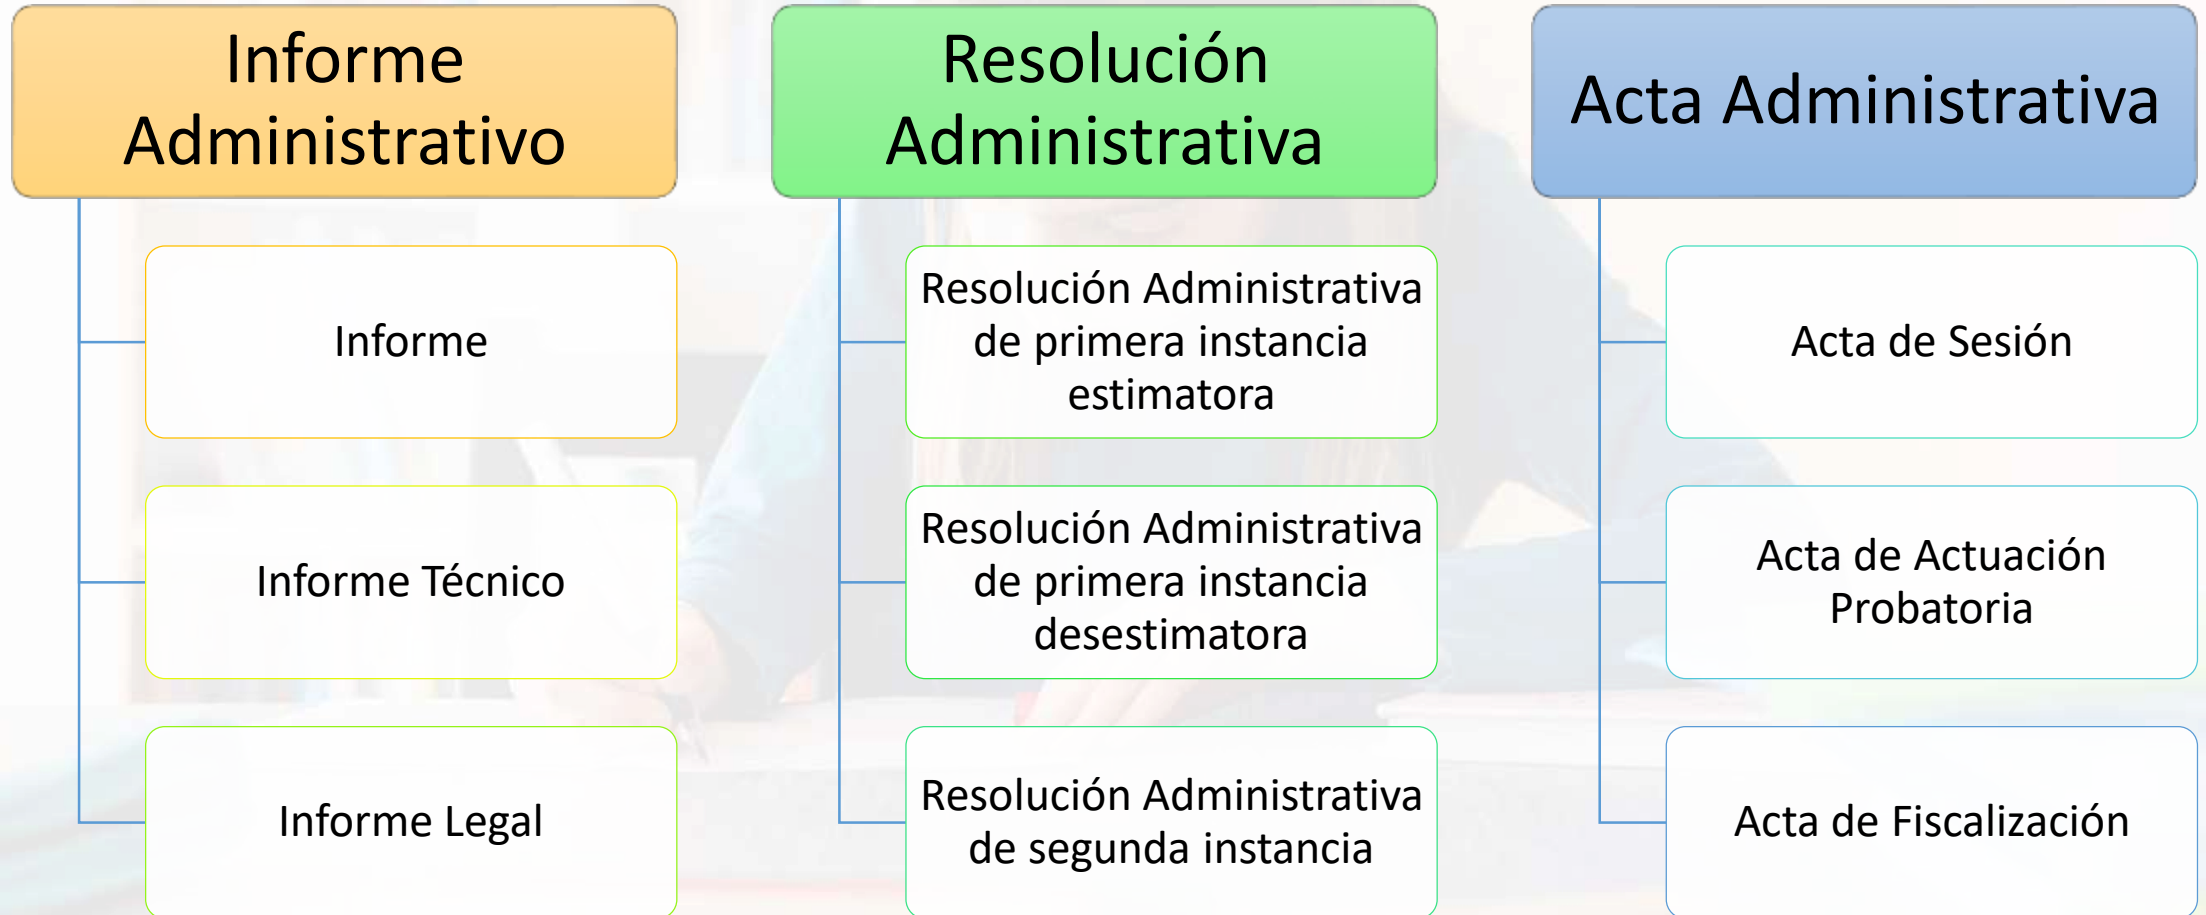 Informe
Administrativo
Informe
Informe Técnico
Informe Legal
Resolución
Administrativa
Resolución Administrativa
de primera instancia
estimatora
Resolución Administrativa
de primera instancia
desestimatora
Resolución Administrativa
de segunda instancia
Acta Administrativa
Acta de Sesión
Acta de Actuación
Probatoria
Acta de Fiscalización